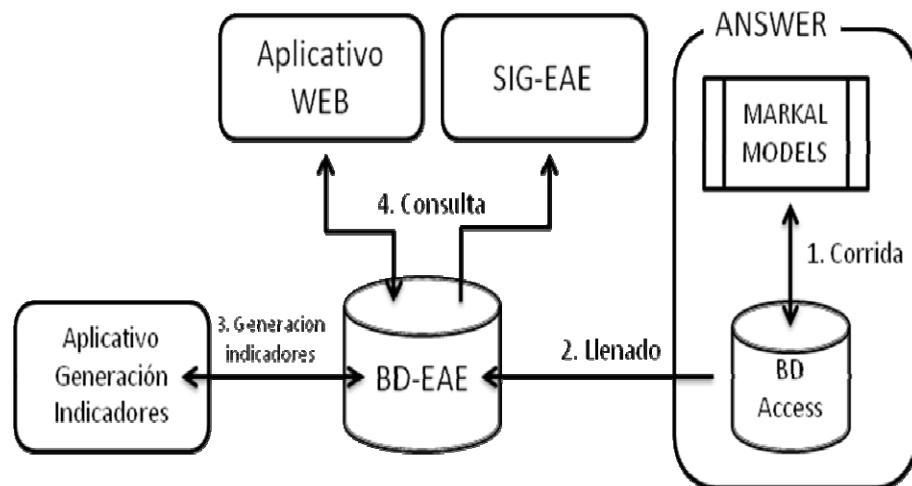 ANSWER
Aplicativo
WEB
SIG-EAE
MARKAL
MODELS
4. Consulta
1. Corrida
3. Generacion
indicadores
2. Llenado
Aplicativo
Generación
Indicadores
BD-EAE
BD
Access